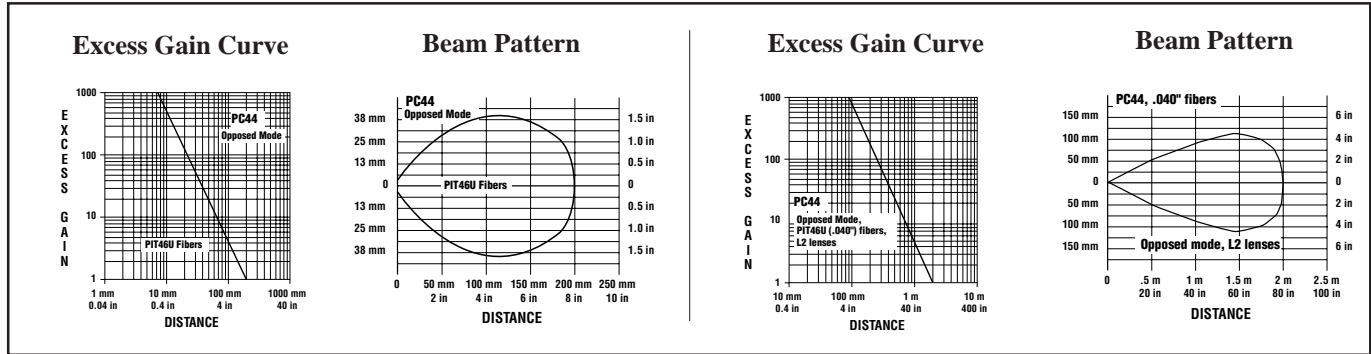 Excess Gain Curve
1000
100
10
1
EXCESS GAIN
PC44
Opposed Mode
PIT46U Fibers
1 mm 10 mm 100 mm 1000 mm
0.04 in 0.4 in 4 in 40 in
DISTANCE
Beam Pattern
PC44
Opposed Mode
38 mm
25 mm
13 mm
0
13 mm
25 mm
38 mm
1.5 in
1.0 in
0.5 in
0
0.5 in
1.0 in
1.5 in
PIT46U Fibers
0 50 mm 100 mm 150 mm 200 mm 250 mm
2 in 4 in 6 in 8 in 10 in
DISTANCE
Excess Gain Curve
1000
100
10
1
EXCESS GAIN
PC44
Opposed Mode,
PIT46U (.040") fibers,
L2 lenses
10 mm 100 mm 1 m 10 m
0.4 in 4 in 40 in 400 in
DISTANCE
Beam Pattern
PC44, .040" fibers
150 mm
100 mm
50 mm
0
50 mm
100 mm
150 mm
6 in
4 in
2 in
0
2 in
4 in
6 in
Opposed mode, L2 lenses
0 .5 m 1 m 1.5 m 2 m 2.5 m
20 in 40 in 60 in 80 in 100 in
DISTANCE